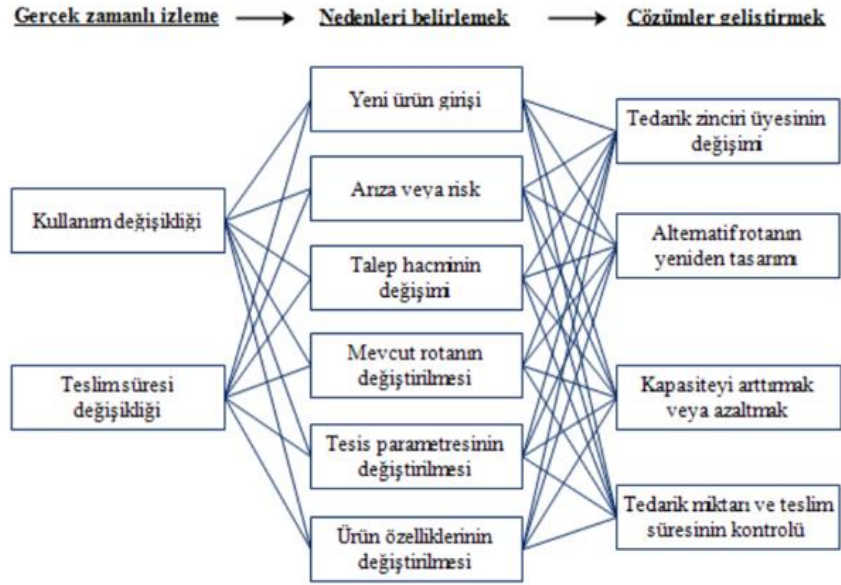 Gerçek zamanlı izleme
Nedenleri belirlemek
Çözümler geliştirmek
Kullanım değişikliği
Teslim süresi
değişikliği
Yeni ürün girişi
Arıza veya risk
Talep hacminin
değişimi
Mevcut rotanın
değiştirilmesi
Tesis parametresinin
değiştirilmesi
Ürün özelliklerinin
değiştirilmesi
Tedarik zinciri üyesinin
değişimi
Alternatif rotanın
yeniden tasarımı
Kapasiteyi arttırmak
veya azaltmak
Tedarik miktarı ve teslim
süresinin kontrolü